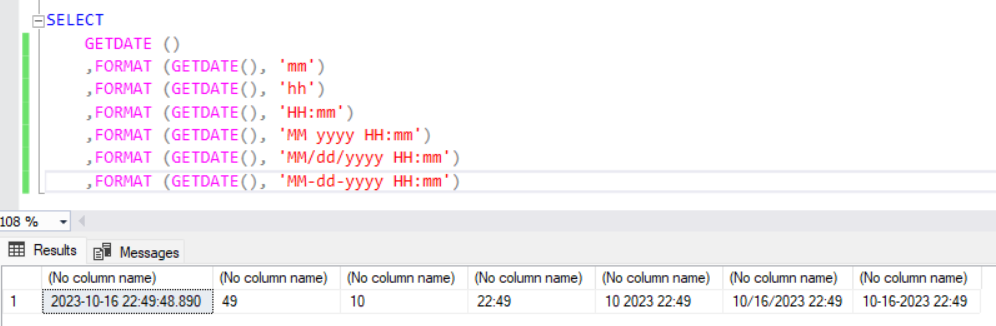 SELECT
GETDATE ()
,FORMAT (GETDATE(), 'mm')
,FORMAT (GETDATE(), 'hh')
,FORMAT (GETDATE(), 'HH:mm')
,FORMAT (GETDATE(), 'MM yyyy HH:mm')
,FORMAT (GETDATE(), 'MM/dd/yyyy HH:mm')
,FORMAT (GETDATE(), 'MM-dd-yyyy HH:mm')
108 %
Results Messages
(No column name) (No column name) (No column name) (No column name) (No column name) (No column name) (No column name)
1 2023-10-16 22:49:48.890 49 10 22:49 10 2023 22:49 10/16/2023 22:49 10-16-2023 22:49